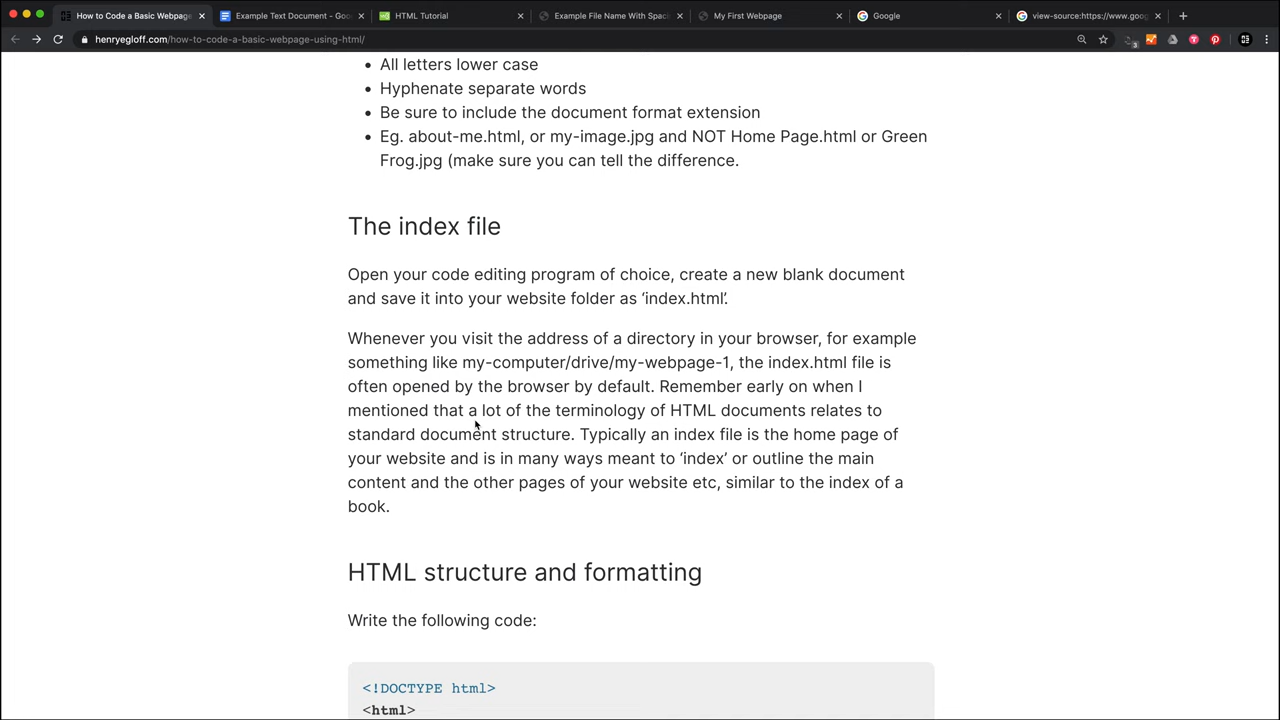 How to Code a Basic Webpage
Example Text Document - Goo
HTML Tutorial
Example File Name With Spac
My First Webpage
Google
view-source:https://www.goog
henryegloff.com/how-to-code-a-basic-webpage-using-html/
3
All letters lower case
Hyphenate separate words
Be sure to include the document format extension
Eg. about-me.html, or my-image.jpg and NOT Home Page.html or Green
Frog.jpg (make sure you can tell the difference.
The index file
Open your code editing program of choice, create a new blank document
and save it into your website folder as ‘index.html’.
Whenever you visit the address of a directory in your browser, for example
something like my-computer/drive/my-webpage-1, the index.html file is
often opened by the browser by default. Remember early on when I
mentioned that a lot of the terminology of HTML documents relates to
standard document structure. Typically an index file is the home page of
your website and is in many ways meant to ‘index’ or outline the main
content and the other pages of your website etc, similar to the index of a
book.
HTML structure and formatting
Write the following code:
<!DOCTYPE html>
<html>